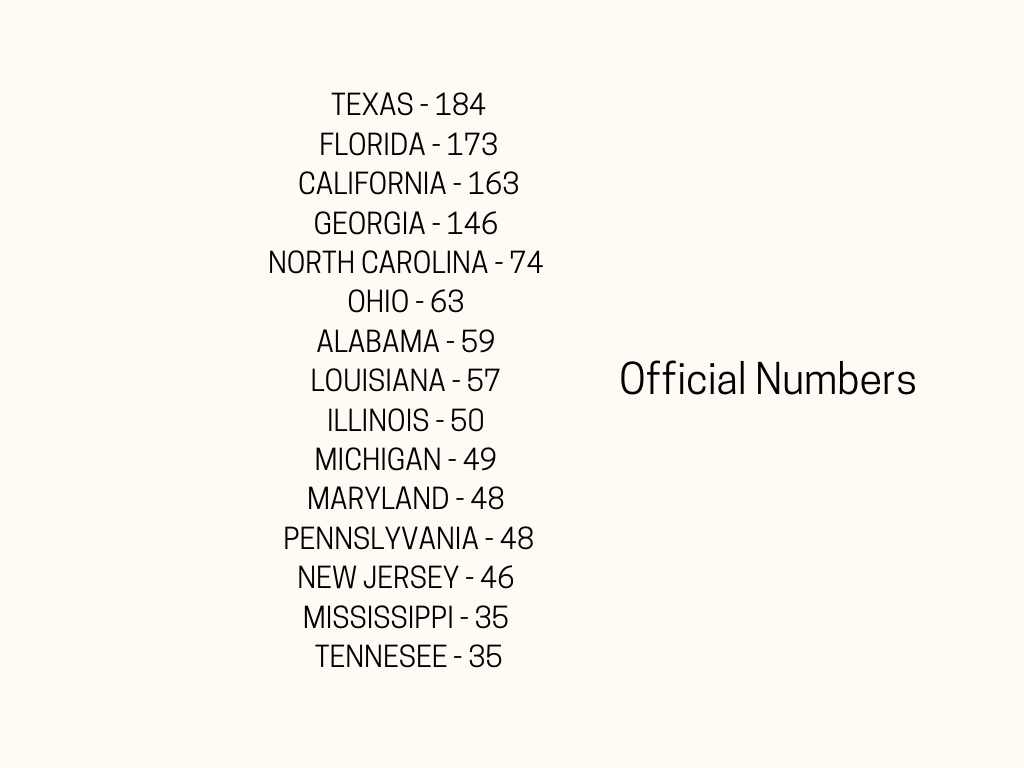 TEXAS - 184
FLORIDA - 173
CALIFORNIA - 163
GEORGIA - 146
NORTH CAROLINA - 74
OHIO - 63
ALABAMA - 59
LOUISIANA - 57
ILLINOIS - 50
MICHIGAN - 49
MARYLAND - 48
PENNSLYVANIA - 48
NEW JERSEY - 46
MISSISSIPPI - 35
TENNESEE - 35
Official Numbers